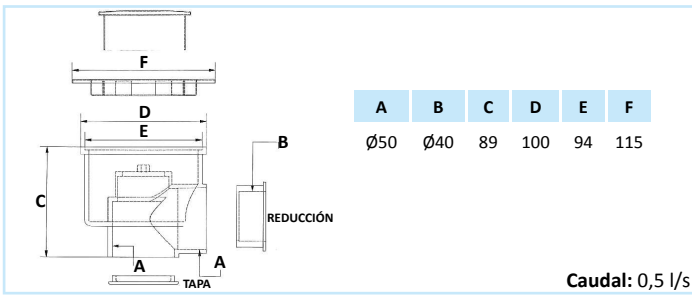 F
D
E
B
C
REDUCCIÓN
A
A
TAPA
A B C D E F
Ø50 Ø40 89 100 94 115
Caudal: 0,5 l/s